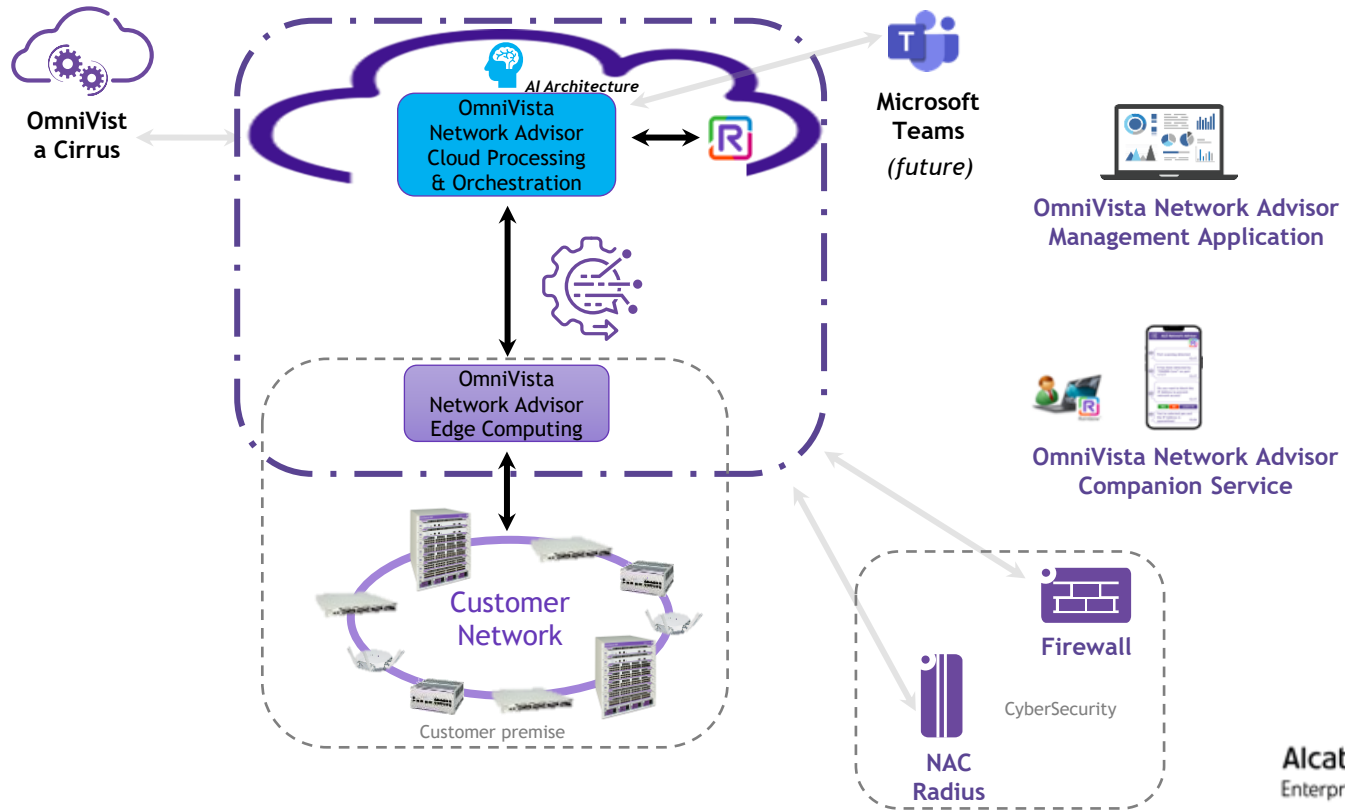 OmniVist
a Cirrus
AI Architecture
OmniVista
Network Advisor
Cloud Processing
& Orchestration
R
T
Microsoft
Teams
(future)
OmniVista Network Advisor
Management Application
OmniVista
Network Advisor
Edge Computing
R
OmniVista Network Advisor
Companion Service
Customer
Network
Customer premise
Firewall
CyberSecurity
NAC
Radius
Alcat
Enterpr